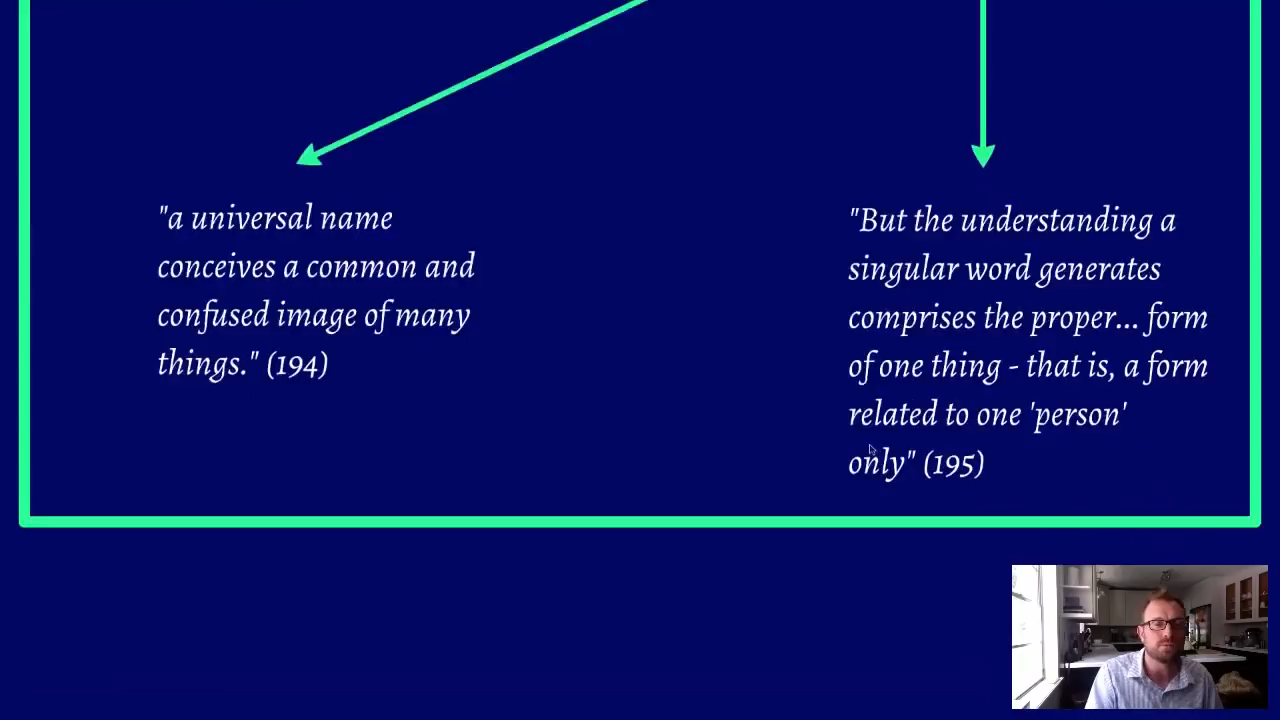 "a universal name
conceives a common and
confused image of many
things." (194)
"But the understanding a
singular word generates
comprises the proper... form
of one thing - that is, a form
related to one 'person'
only" (195)